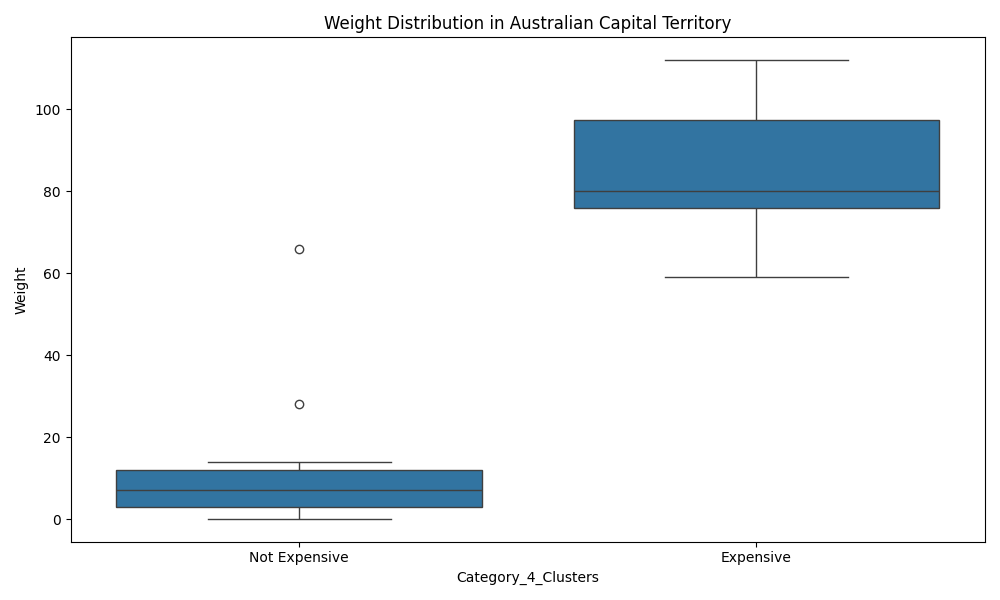 Weight Distribution in Australian Capital Territory
Weight
100
80
60
40
20
0
Not Expensive
Expensive
Category_4_Clusters